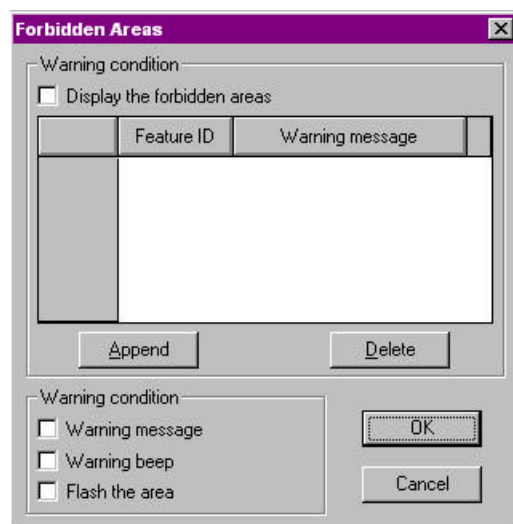 Forbidden Areas
Warning condition
Display the forbidden areas
Feature ID Warning message
Append Delete
Warning condition
Warning message
Warning beep
Flash the area
OK
Cancel